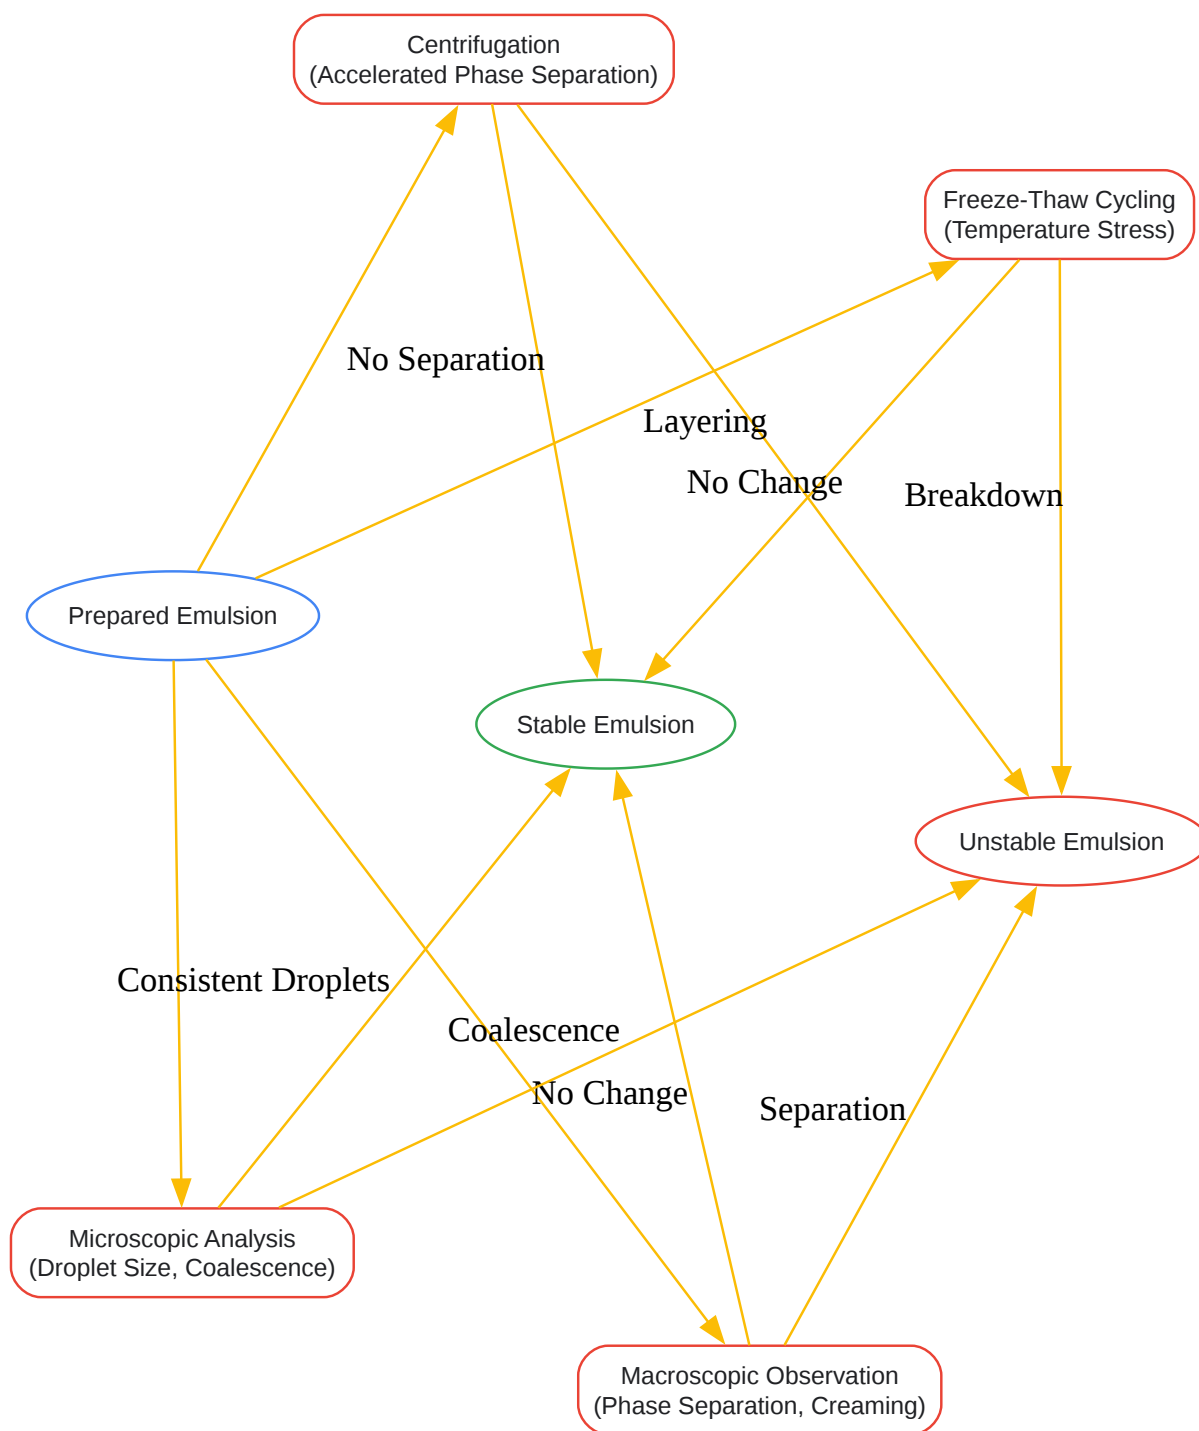 Centrifugation
(Accelerated Phase Separation)
Freeze-Thaw Cycling
(Temperature Stress)
No Separation
Layering
No Change
Breakdown
Prepared Emulsion
Stable Emulsion
Unstable Emulsion
Consistent Droplets
Coalescence
No Change
Separation
Microscopic Analysis
(Droplet Size, Coalescence)
Macroscopic Observation
(Phase Separation, Creaming)